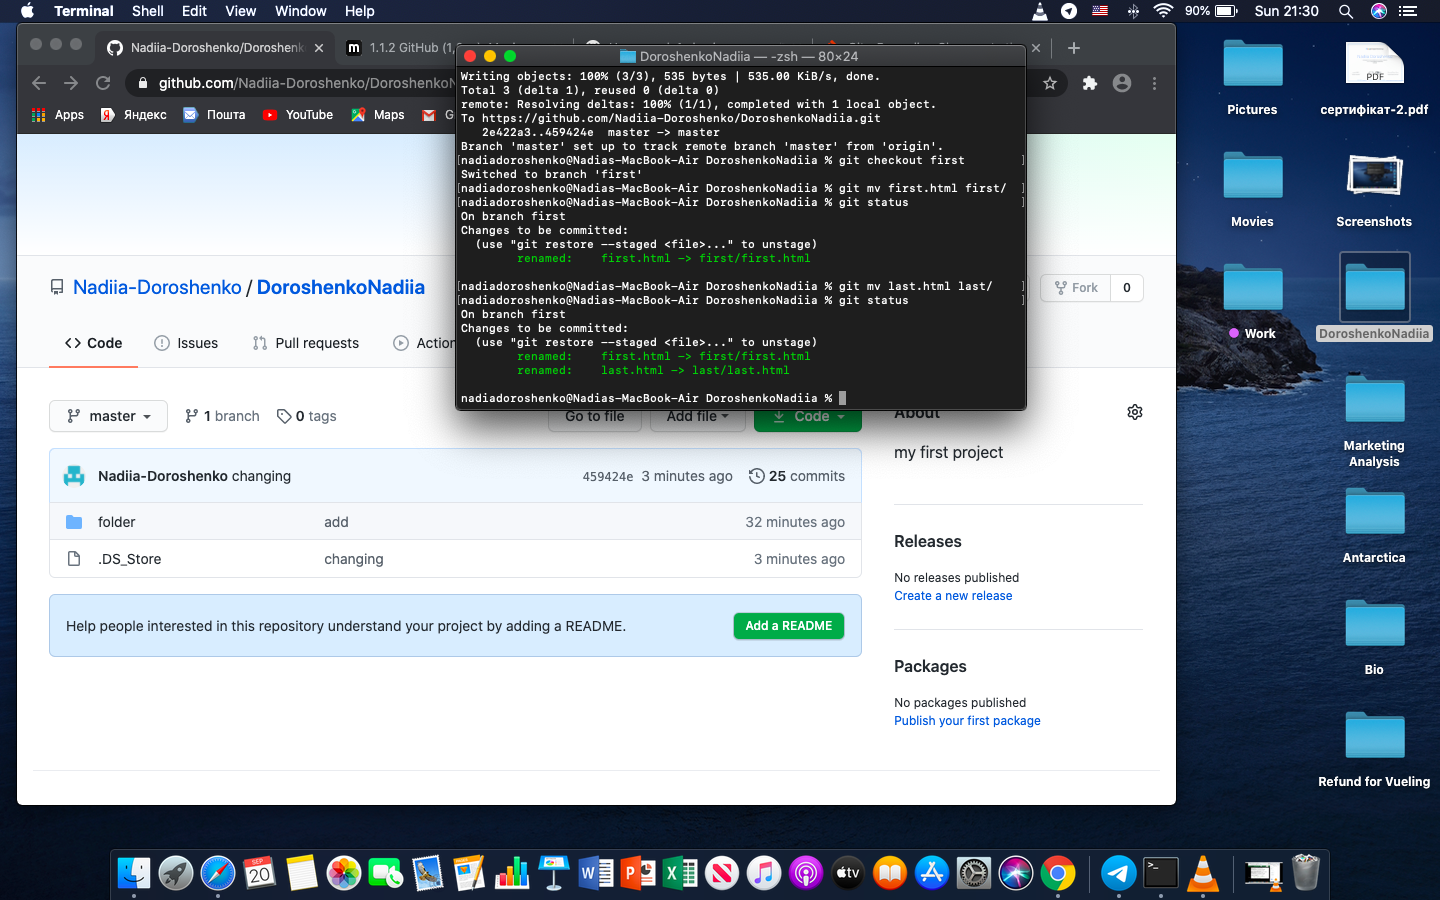 Terminal Shell Edit View Window Help
90% Sun 21:30
Nadiia-Doroshenko/Doroshenk
1.1.2 GitHub (1,
github.com/Nadiia-Doroshenko/DoroshenkoN
Apps Яндекс Пошта YouTube Maps G
DoroshenkoNadiia — -zsh — 80×24
Writing objects: 100% (3/3), 535 bytes | 535.00 KiB/s, done.
Total 3 (delta 1), reused 0 (delta 0)
remote: Resolving deltas: 100% (1/1), completed with 1 local object.
To https://github.com/Nadiia-Doroshenko/DoroshenkoNadiia.git
2e422a3..459424e master -> master
Branch 'master' set up to track remote branch 'master' from 'origin'.
[nadiadoroshenko@Nadias-MacBook-Air DoroshenkoNadiia % git checkout first ]
Switched to branch 'first'
[nadiadoroshenko@Nadias-MacBook-Air DoroshenkoNadiia % git mv first.html first/ ]
[nadiadoroshenko@Nadias-MacBook-Air DoroshenkoNadiia % git status ]
On branch first
Changes to be committed:
(use "git restore --staged <file>..." to unstage)
renamed: first.html -> first/first.html
[nadiadoroshenko@Nadias-MacBook-Air DoroshenkoNadiia % git mv last.html last/ ]
[nadiadoroshenko@Nadias-MacBook-Air DoroshenkoNadiia % git status ]
On branch first
Changes to be committed:
(use "git restore --staged <file>..." to unstage)
renamed: first.html -> first/first.html
renamed: last.html -> last/last.html
nadiadoroshenko@Nadias-MacBook-Air DoroshenkoNadiia %
Nadiia-Doroshenko / DoroshenkoNadiia
Fork 0
Code Issues Pull requests Action
master 1 branch 0 tags Go to file Add file Code
Nadiia-Doroshenko changing 459424e 3 minutes ago 25 commits
folder add 32 minutes ago
.DS_Store changing 3 minutes ago
Help people interested in this repository understand your project by adding a README. Add a README
About
my first project
Releases
No releases published
Create a new release
Packages
No packages published
Publish your first package
Pictures
PDF
сертифікат-2.pdf
Movies
Screenshots
Work
DoroshenkoNadiia
Marketing
Analysis
Antarctica
Bio
Refund for Vueling
SEP
20
W
P
X
N
tv
>_